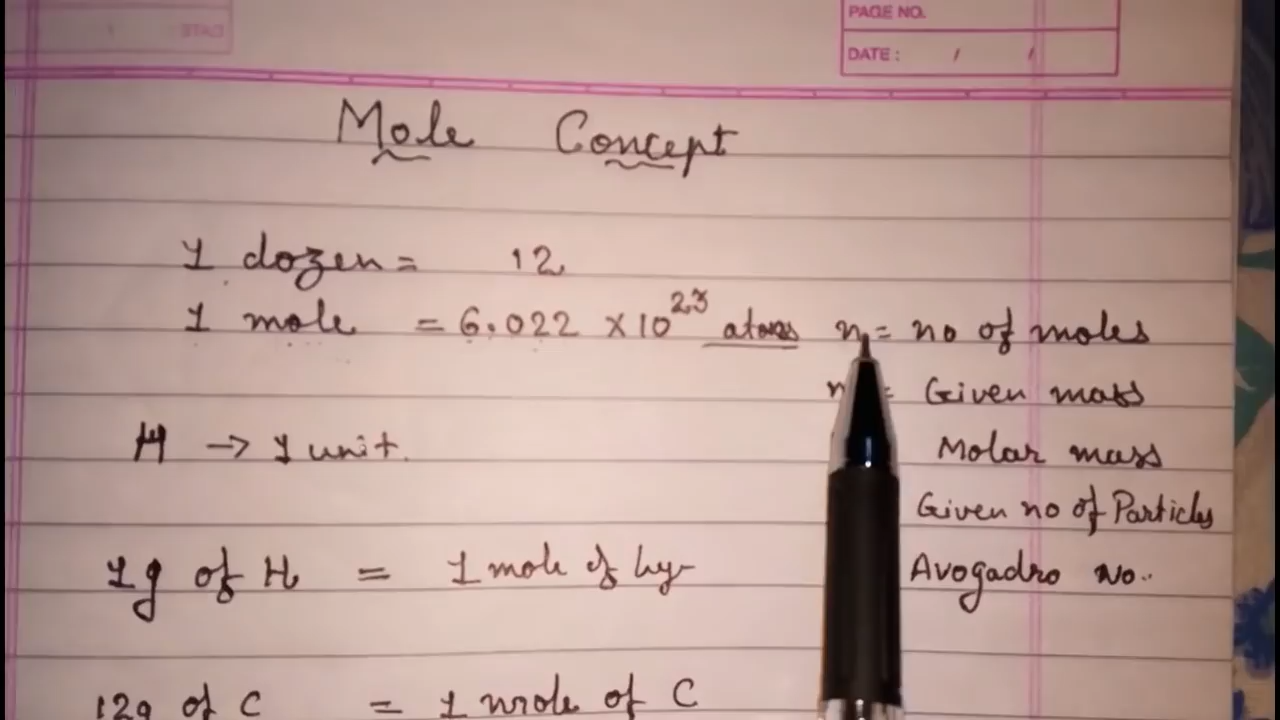 PAGE NO.
DATE : / /
Mole Concept
1 dozen = 12
1 mole = 6.022 × 10²³ atoms n = no of moles
= Given mass
H → 1 unit.
Molar mass
Given no of Particles
1g of H = 1 mole of hy-
Avogadro No..
12g of C = 1 mole of C